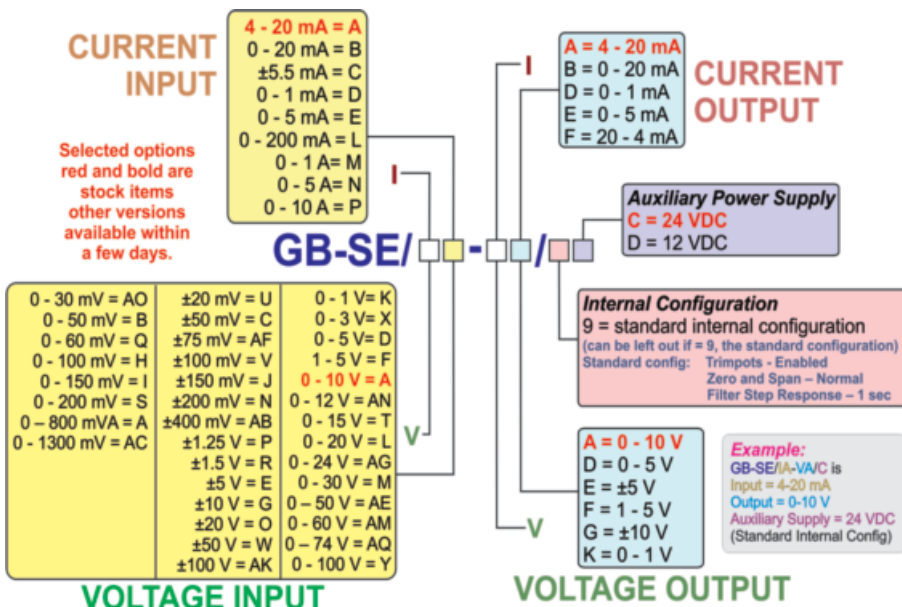 CURRENT
INPUT
4 - 20 mA = A
0 - 20 mA = B
±5.5 mA = C
0 - 1 mA = D
0 - 5 mA = E
0 - 200 mA = L
0 - 1 A= M
0 - 5 A= N
0 - 10 A= P
I
A = 4 - 20 mA
B = 0 - 20 mA
D = 0 - 1 mA
E = 0 - 5 mA
F = 20 - 4 mA
I
CURRENT
OUTPUT
Selected options
red and bold are
stock items
other versions
available within
a few days.
GB-SE/ - /
Auxiliary Power Supply
C = 24 VDC
D = 12 VDC
Internal Configuration
9 = standard internal configuration
(can be left out if = 9, the standard configuration)
Standard config: Trimpots - Enabled
Zero and Span – Normal
Filter Step Response – 1 sec
0 - 30 mV = AO
0 - 50 mV = B
0 - 60 mV = Q
0 - 100 mV = H
0 - 150 mV = I
0 - 200 mV = S
0 – 800 mVA = A
0 - 1300 mV = AC
±20 mV = U
±50 mV = C
±75 mV = AF
±100 mV = V
±150 mV = J
±200 mV = N
±400 mV = AB
±1.25 V = P
±1.5 V = R
±5 V = E
±10 V = G
±20 V = O
±50 V = W
±100 V = AK
0 - 1 V= K
0 - 3 V= X
0 - 5 V= D
1 - 5 V= F
0 - 10 V = A
0 - 12 V = AN
0 - 15 V = T
0 - 20 V = L
0 - 24 V = AG
0 - 30 V = M
0 – 50 V = AE
0 - 60 V = AM
0 – 74 V = AQ
0 - 100 V = Y
V
VOLTAGE INPUT
A = 0 - 10 V
D = 0 - 5 V
E = ±5 V
F = 1 - 5V
G = ±10 V
K = 0 - 1 V
V
VOLTAGE OUTPUT
Example:
GB-SE/IA-VA/C is
Input = 4-20 mA
Output = 0-10 V
Auxiliary Supply = 24 VDC
(Standard Internal Config)